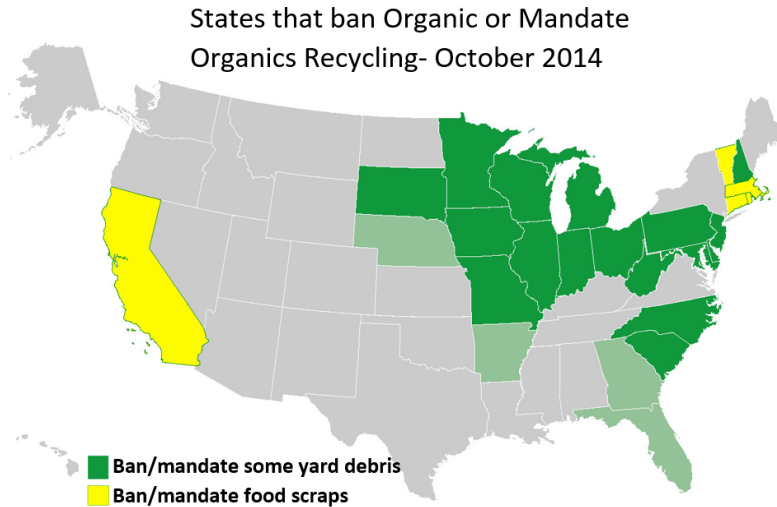 States that ban Organic or Mandate
Organics Recycling- October 2014
Ban/mandate some yard debris
Ban/mandate food scraps